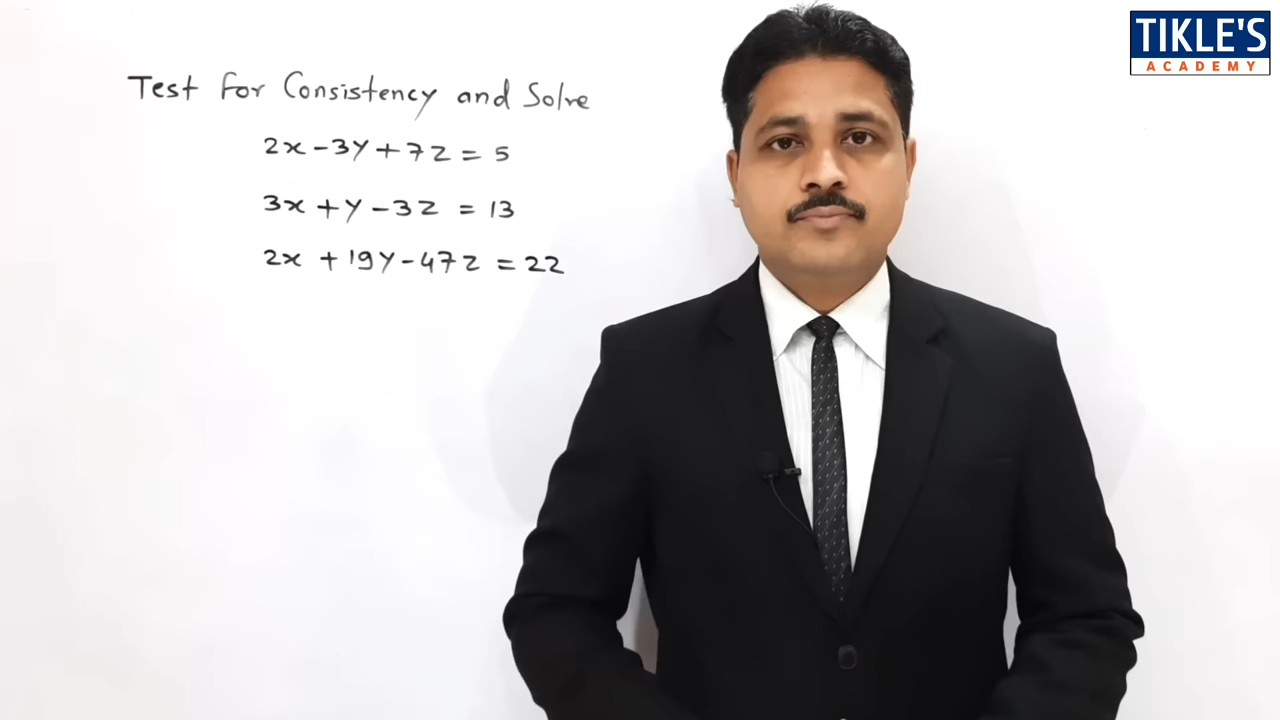 TIKLE'S
ACADEMY
Test for Consistency and Solve
2x - 3y + 7z = 5
3x + y - 3z = 13
2x + 19y - 47z = 22